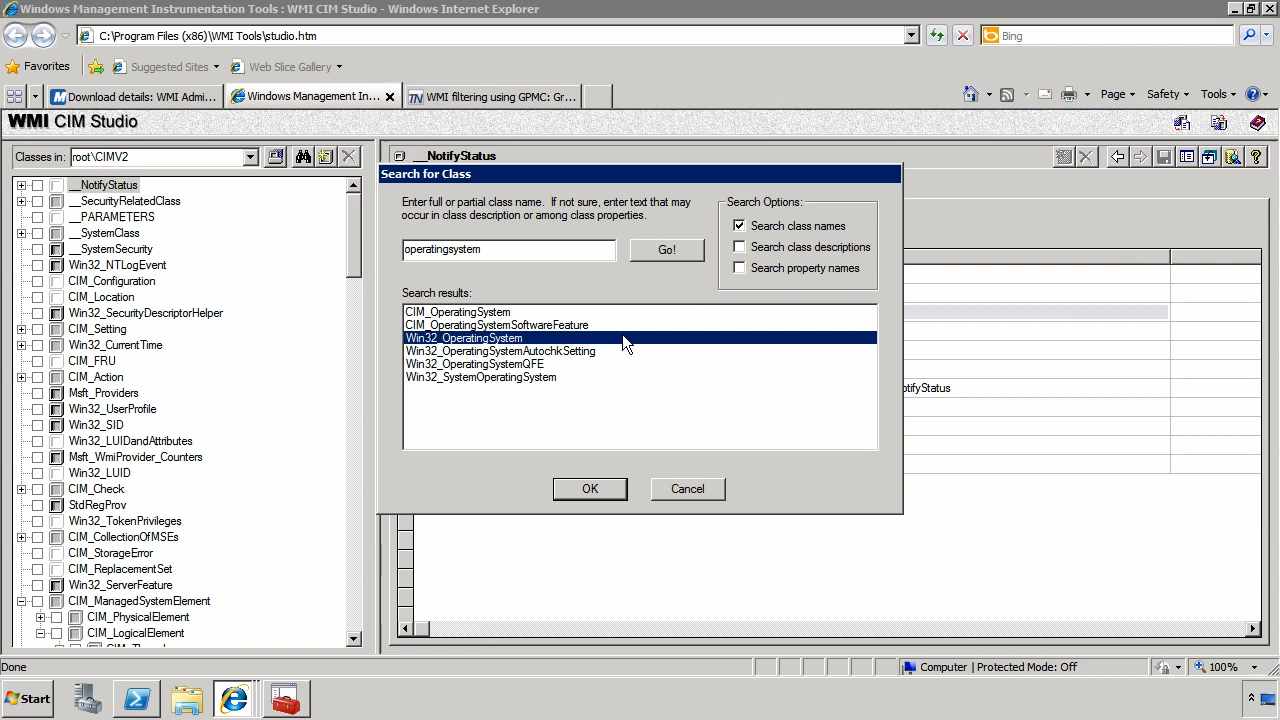 Windows Management Instrumentation Tools : WMI CIM Studio - Windows Internet Explorer
C:\Program Files (x86)\WMI Tools\studio.htm
Bing
Favorites
Suggested Sites
Web Slice Gallery
Download details: WMI Admi...
Windows Management In...
WMI filtering using GPMC: Gr...
Page
Safety
Tools
WMI CIM Studio
Classes in:
root\CIMV2
__NotifyStatus
__NotifyStatus
__SecurityRelatedClass
__PARAMETERS
__SystemClass
__SystemSecurity
Win32_NTLogEvent
CIM_Configuration
CIM_Location
Win32_SecurityDescriptorHelper
CIM_Setting
Win32_CurrentTime
CIM_FRU
CIM_Action
Msft_Providers
Win32_UserProfile
Win32_SID
Win32_LUIDandAttributes
Msft_WmiProvider_Counters
Win32_LUID
CIM_Check
StdRegProv
Win32_TokenPrivileges
CIM_CollectionOfMSEs
CIM_StorageError
CIM_ReplacementSet
Win32_ServerFeature
CIM_ManagedSystemElement
CIM_PhysicalElement
CIM_LogicalElement
Search for Class
Enter full or partial class name. If not sure, enter text that may
occur in class description or among class properties.
operatingsystem
Go!
Search Options:
Search class names
Search class descriptions
Search property names
Search results:
CIM_OperatingSystem
CIM_OperatingSystemSoftwareFeature
Win32_OperatingSystem
Win32_OperatingSystemAutochkSetting
Win32_OperatingSystemQFE
Win32_SystemOperatingSystem
OK
Cancel
otifyStatus
Done
Computer | Protected Mode: Off
100%
Start